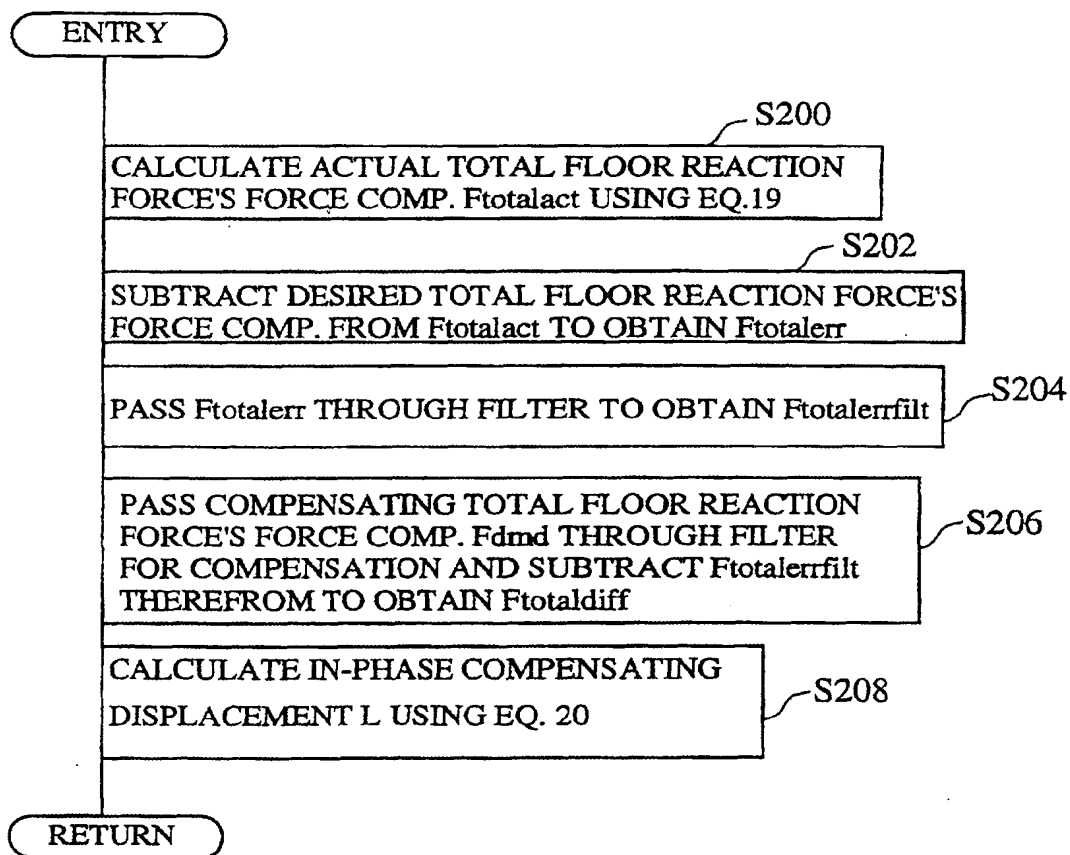 ENTRY
S200
CALCULATE ACTUAL TOTAL FLOOR REACTION
FORCE'S FORCE COMP. Ftotalact USING EQ.19
S202
SUBTRACT DESIRED TOTAL FLOOR REACTION FORCE'S
FORCE COMP. FROM Ftotalact TO OBTAIN Ftotalerr
S204
PASS Ftotalerr THROUGH FILTER TO OBTAIN Ftotalerrfilt
S206
PASS COMPENSATING TOTAL FLOOR REACTION
FORCE'S FORCE COMP. Fdmd THROUGH FILTER
FOR COMPENSATION AND SUBTRACT Ftotalerrfilt
THEREFROM TO OBTAIN Ftotaldiff
CALCULATE IN-PHASE COMPENSATING
S208
DISPLACEMENT L USING EQ. 20
RETURN